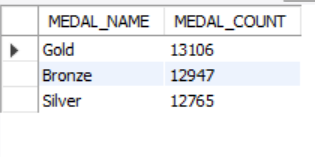 MEDAL_NAME MEDAL_COUNT
Gold 13106
Bronze 12947
Silver 12765